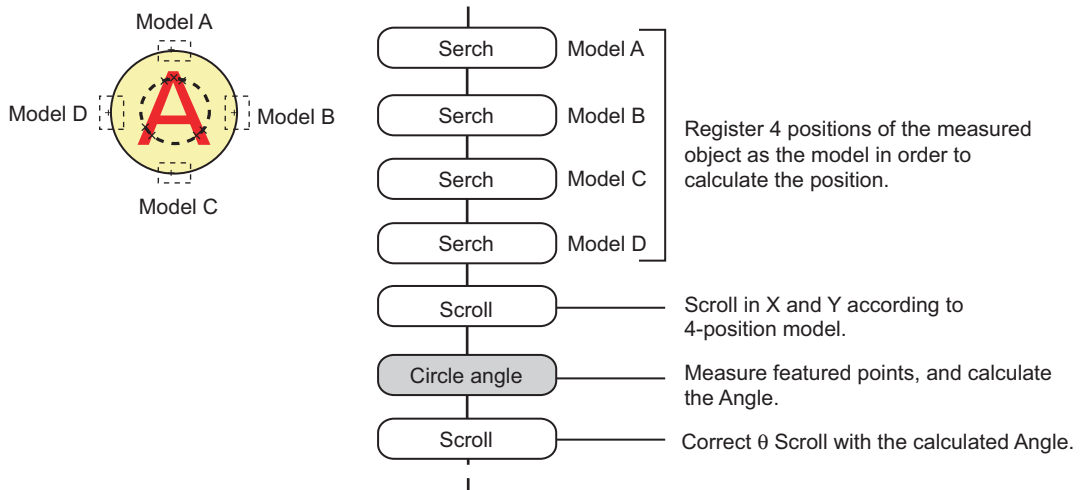 Model A
Model D
A
Model B
Model C
Serch
Model A
Serch
Model B
Serch
Model C
Serch
Model D
Register 4 positions of the measured
object as the model in order to
calculate the position.
Scroll
Scroll in X and Y according to
4-position model.
Circle angle
Measure featured points, and calculate
the Angle.
Scroll
Correct θ Scroll with the calculated Angle.